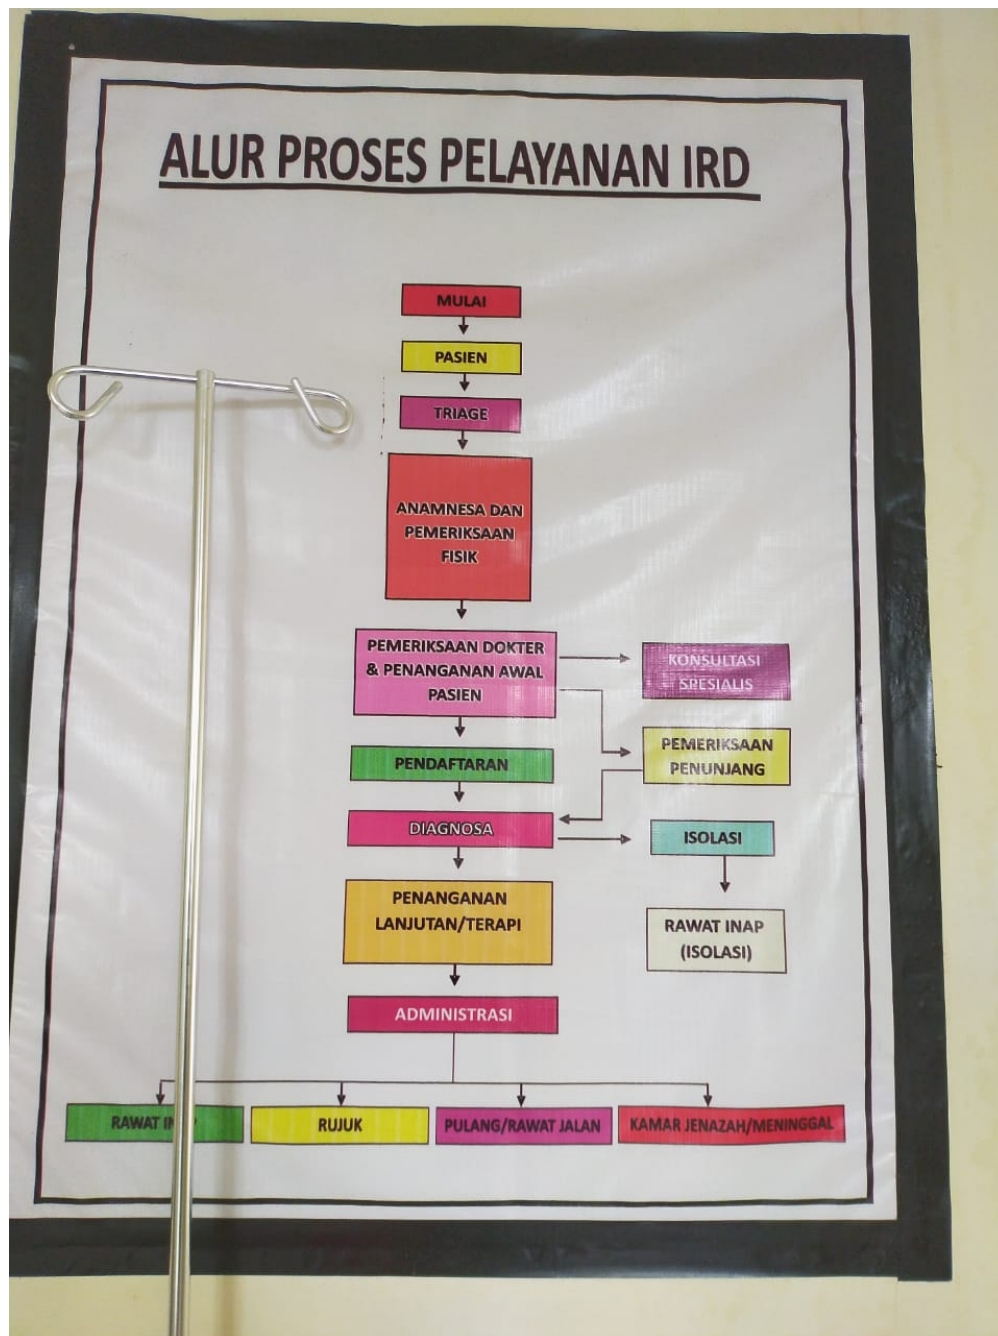 ALUR PROSES PELAYANAN IRD
MULAI
PASIEN
TRIAGE
ANAMNESA DAN
PEMERIKSAAN
FISIK
PEMERIKSAAN DOKTER
& PENANGANAN AWAL
PASIEN
KONSULTASI
SPESIALIS
PENDAFTARAN
PEMERIKSAAN
PENUNJANG
DIAGNOSA
ISOLASI
PENANGANAN
LANJUTAN/TERAPI
RAWAT INAP
(ISOLASI)
ADMINISTRASI
RAWAT INAP
RUJUK
PULANG/RAWAT JALAN
KAMAR JENAZAH/MENINGGAL